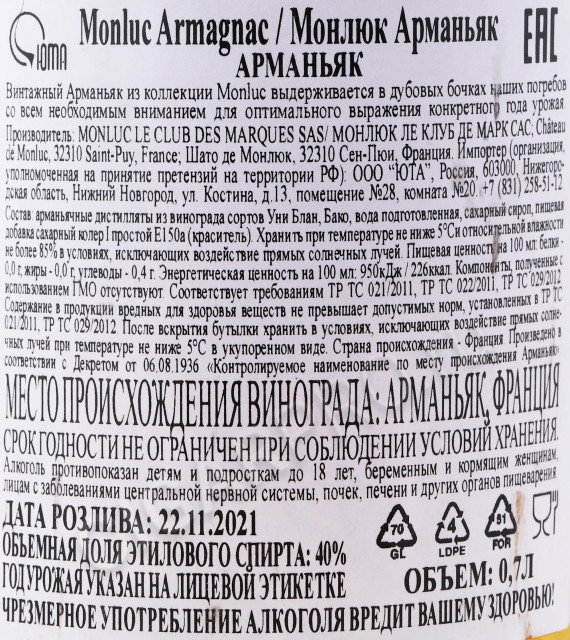 ЮТА
Monluc Armagnac / Монлюк Арманьяк
АРМАНЬЯК
EAC
Винтажный Арманьяк из коллекции Monluc выдерживается в дубовых бочках наших погребов
со всем необходимым вниманием для оптимального выражения конкретного года урожая.
Производитель: MONLUC LE CLUB DES MARQUES SAS/ МОНЛЮК ЛЕ КЛУБ ДЕ МАРК САС, Château
de Monluc, 32310 Saint-Puy, France; Шато де Монлюк, 32310 Сен-Пюи, Франция. Импортер (организация,
уполномоченная на принятие претензий на территории РФ): ООО "ЮТА", Россия, 603000, Нижегоро-
дская область, Нижний Новгород, ул. Костина, д.13, помещение №28, комната №20. +7 (831) 258-51-12
Состав: арманьячные дистилляты из винограда сортов Уни Блан, Бако, вода подготовленная, сахарный сироп, пищевая
добавка сахарный колер I простой Е150а (краситель). Хранить при температуре не ниже 5°С и относительной влажности
не более 85% в условиях, исключающих воздействие прямых солнечных лучей. Пищевая ценность на 100 мл: белки -
0,0 г, жиры - 0,0 г, углеводы - 0,4 г. Энергетическая ценность на 100 мл: 950кДж / 226ккал. Компоненты, полученные с
использованием ГМО отсутствуют. Соответствует требованиям ТР ТС 021/2011, ТР ТС 022/2011, ТР ТС 029/2012.
Содержание в продукции вредных для здоровья веществ не превышает допустимых норм, установленных в ТР ТС
021/2011, ТР ТС 029/2012. После вскрытия бутылки хранить в условиях, исключающих воздействие прямых солне-
чных лучей при температуре не ниже 5°С в укупоренном виде. Страна происхождения - Франция. Произведено в
соответствии с Декретом от 06.08.1936 «Контролируемое наименование по месту происхождения Арманьяк»
МЕСТО ПРОИСХОЖДЕНИЯ ВИНОГРАДА: АРМАНЬЯК, ФРАНЦИЯ
СРОК ГОДНОСТИ НЕ ОГРАНИЧЕН ПРИ СОБЛЮДЕНИИ УСЛОВИЙ ХРАНЕНИЯ.
Алкоголь противопоказан детям и подросткам до 18 лет, беременным и кормящим женщинам,
лицам с заболеваниями центральной нервной системы, почек, печени и других органов пищеварения.
ДАТА РОЗЛИВА: 22.11.2021
ОБЪЕМНАЯ ДОЛЯ ЭТИЛОВОГО СПИРТА: 40%
70
GL
4
LDPE
51
FOR
ГОД УРОЖАЯ УКАЗАН НА ЛИЦЕВОЙ ЭТИКЕТКЕ
ОБЪЕМ: 0,7Л
ЧРЕЗМЕРНОЕ УПОТРЕБЛЕНИЕ АЛКОГОЛЯ ВРЕДИТ ВАШЕМУ ЗДОРОВЬЮ!